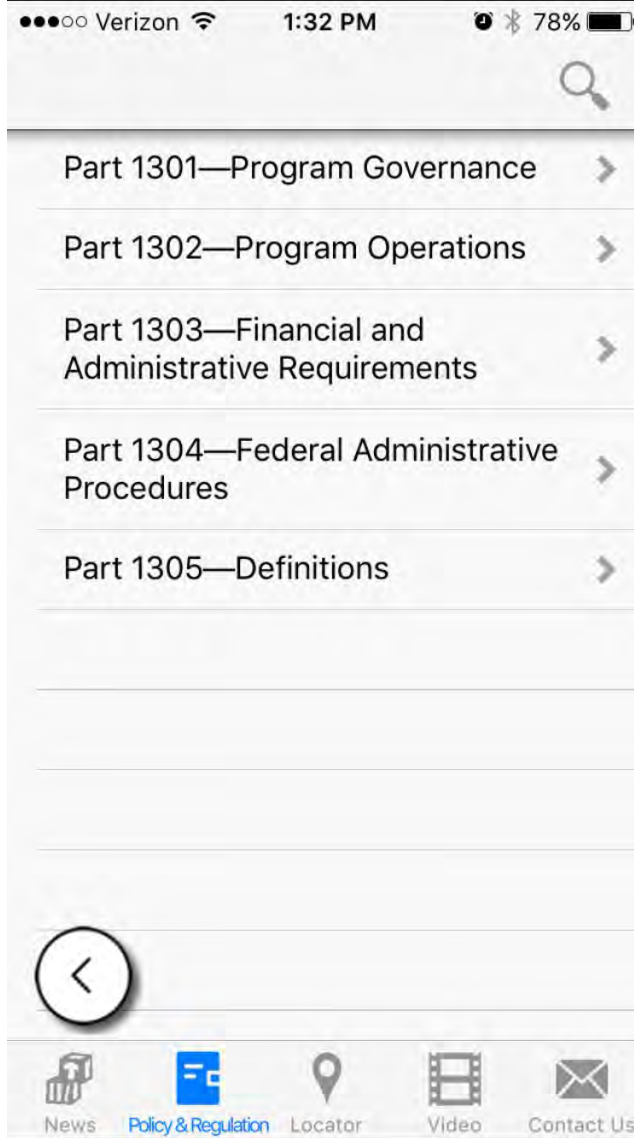 Verizon 1:32 PM 78%
Part 1301—Program Governance
Part 1302—Program Operations
Part 1303—Financial and
Administrative Requirements
Part 1304—Federal Administrative
Procedures
Part 1305—Definitions
News Policy & Regulation Locator Video Contact Us